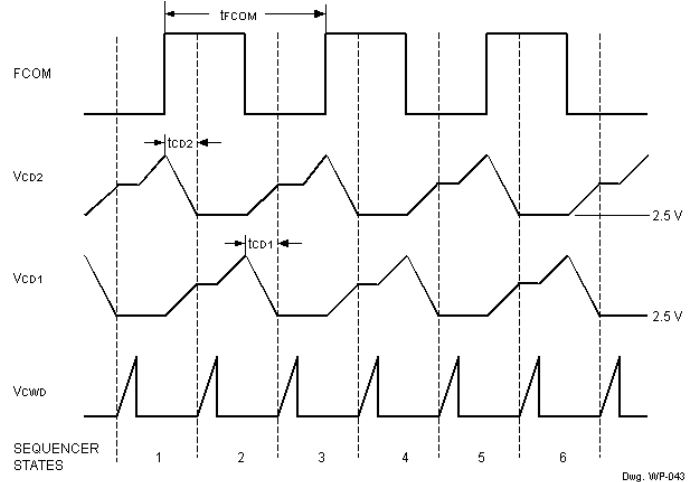 tFCOM
FCOM
tCD2
VCD2
2.5 V
tCD1
VCD1
2.5 V
VCWD
SEQUENCER
STATES
1 2 3 4 5 6
Dwg. WP-043